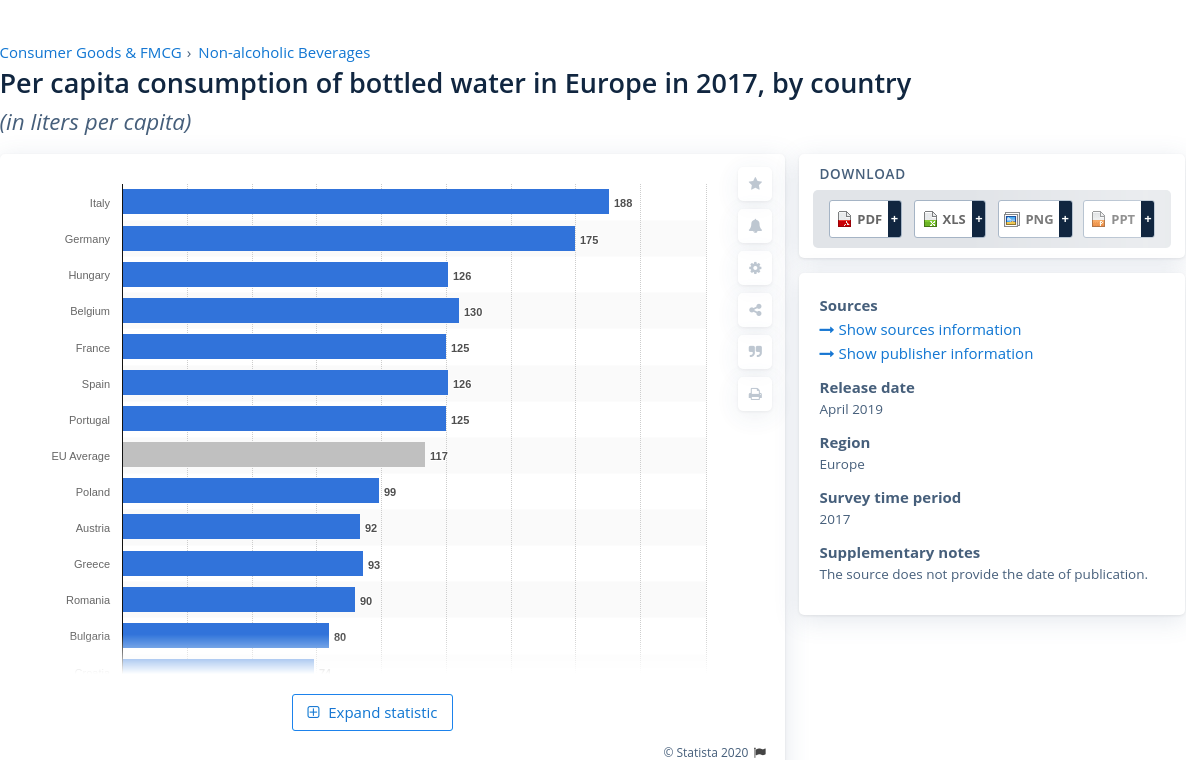 Consumer Goods & FMCG › Non-alcoholic Beverages
Per capita consumption of bottled water in Europe in 2017, by country
(in liters per capita)
Italy 188
Germany 175
Hungary 126
Belgium 130
France 125
Spain 126
Portugal 125
EU Average 117
Poland 99
Austria 92
Greece 93
Romania 90
Bulgaria 80
Expand statistic
© Statista 2020
DOWNLOAD
PDF + XLS + PNG + PPT +
Sources
Show sources information
Show publisher information
Release date
April 2019
Region
Europe
Survey time period
2017
Supplementary notes
The source does not provide the date of publication.